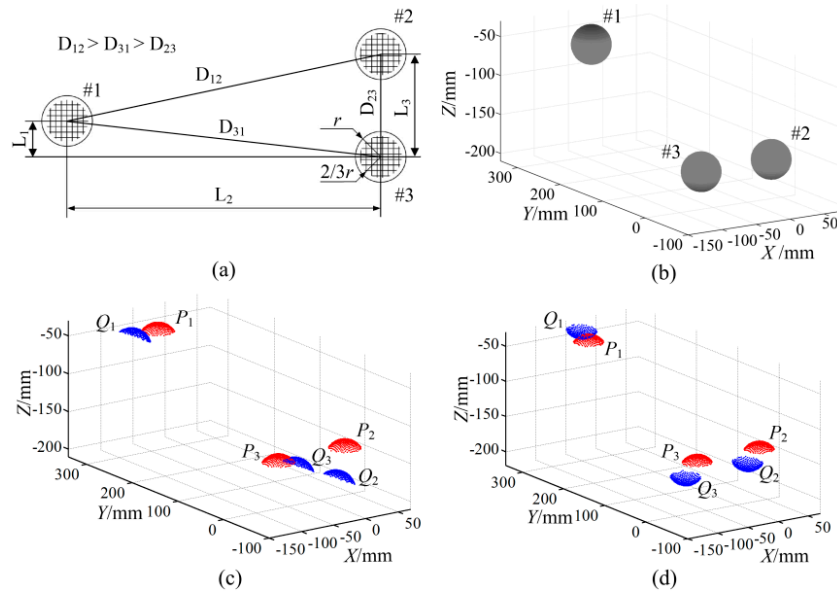 D₁₂ > D₃₁ > D₂₃
#1
#2
#3
D₁₂
D₃₁
D₂₃
L₁
L₂
L₃
r
2/3r
(a)
#1
#2
#3
Z/mm
-50
-100
-150
-200
Y/mm
300
200
100
0
-100
X/mm
-150
-100
-50
0
50
(b)
Q₁
P₁
P₂
P₃
Q₃
Q₂
Z/mm
-50
-100
-150
-200
Y/mm
300
200
100
0
-100
X/mm
-150
-100
-50
0
50
(c)
Q₁
P₁
P₂
P₃
Q₂
Q₃
Z/mm
-50
-100
-150
-200
Y/mm
300
200
100
0
-100
X/mm
-150
-100
-50
0
50
(d)